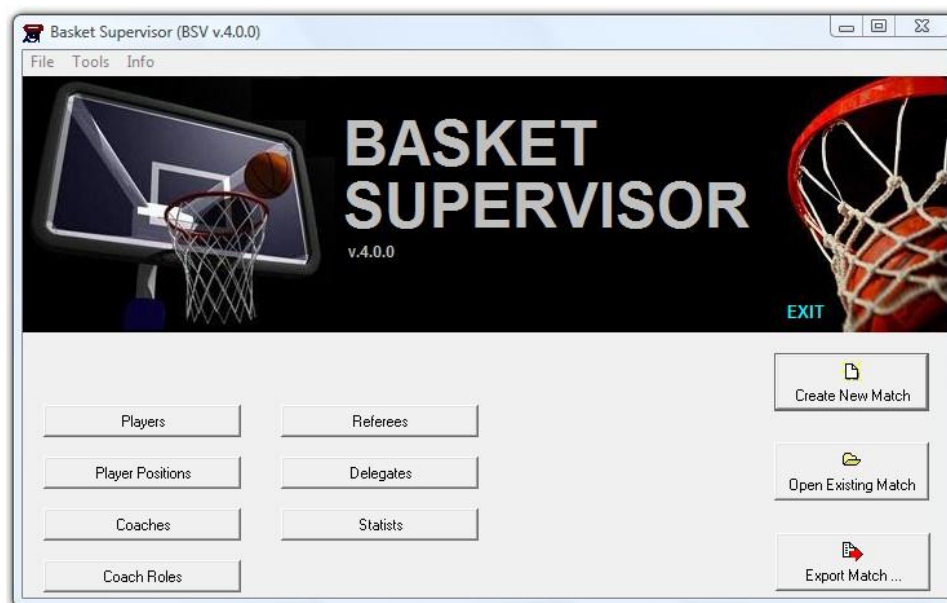 Basket Supervisor (BSV v.4.0.0)
File Tools Info
BASKET
SUPERVISOR
v.4.0.0
EXIT
Create New Match
Players
Referees
Player Positions
Delegates
Open Existing Match
Coaches
Statists
Coach Roles
Export Match ...